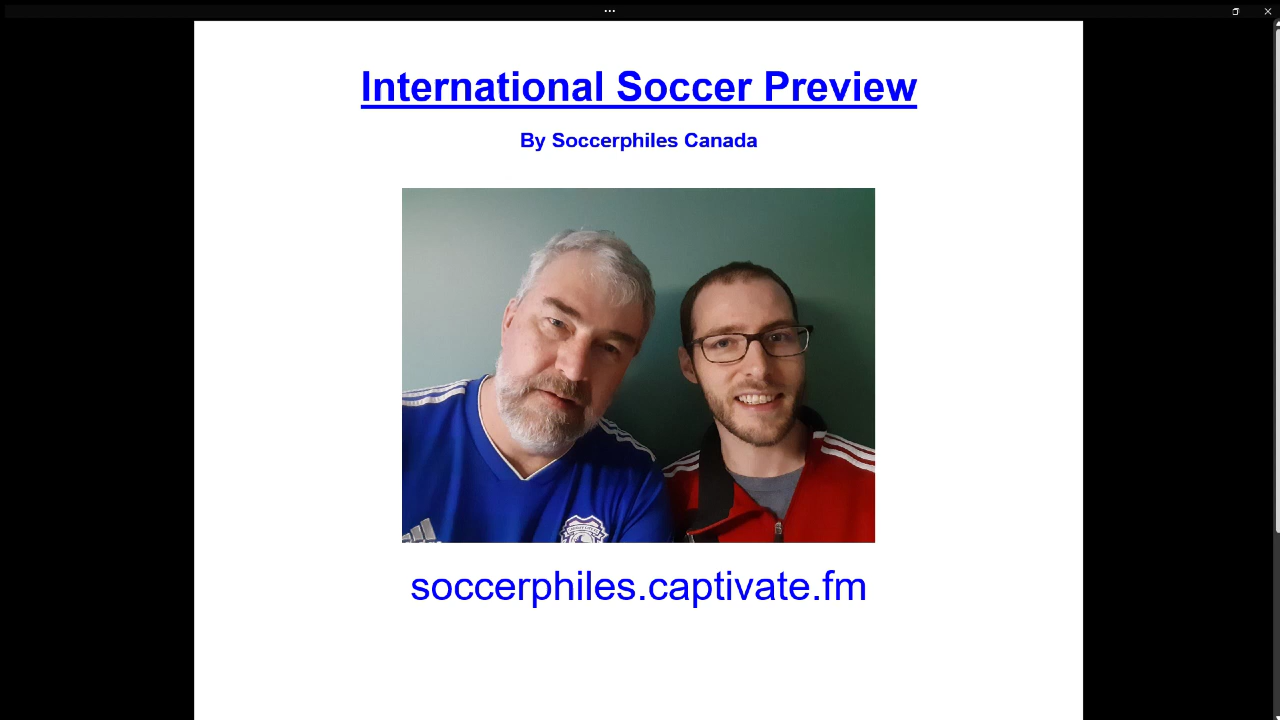 International Soccer Preview
By Soccerphiles Canada
soccerphiles.captivate.fm